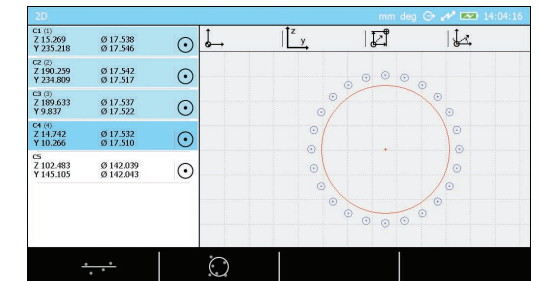 2D mm deg 14:04:16
C1 (1)
Z 15.269 Ø 17.538
Y 235.218 Ø 17.546
C2 (2)
Z 190.259 Ø 17.542
Y 234.809 Ø 17.517
C3 (3)
Z 189.633 Ø 17.537
Y 9.837 Ø 17.522
C4 (4)
Z 14.742 Ø 17.532
Y 10.266 Ø 17.510
C5
Z 102.483 Ø 142.039
Y 145.105 Ø 142.043
z
y